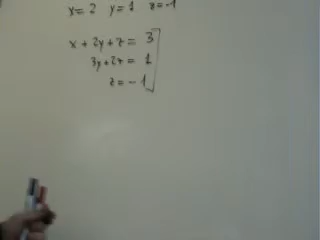 x=2 y=1 z=-1
x+2y+z=3
3y+2z=1
z=-1